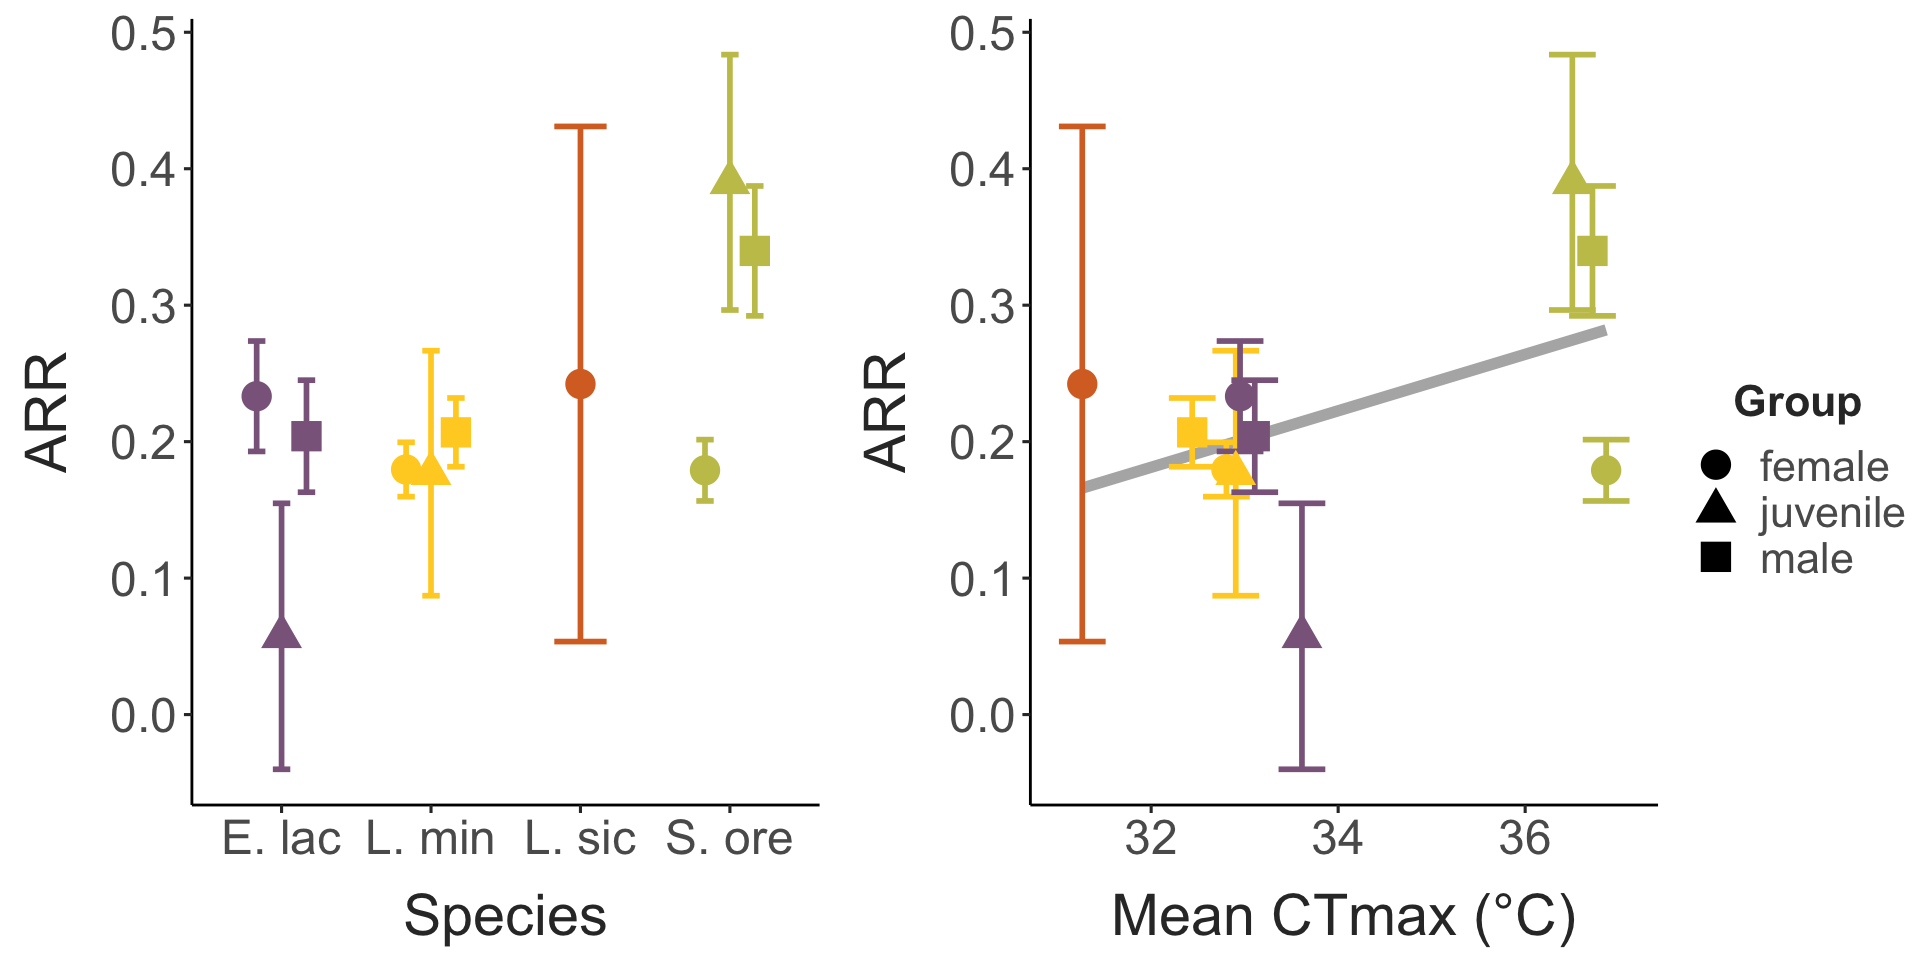 0.5
0.4
0.3
0.2
0.1
0.0
ARR
E. lac L. min L. sic S. ore
Species
0.5
0.4
0.3
0.2
0.1
0.0
ARR
32 34 36
Mean CTmax (°C)
Group
female
juvenile
male